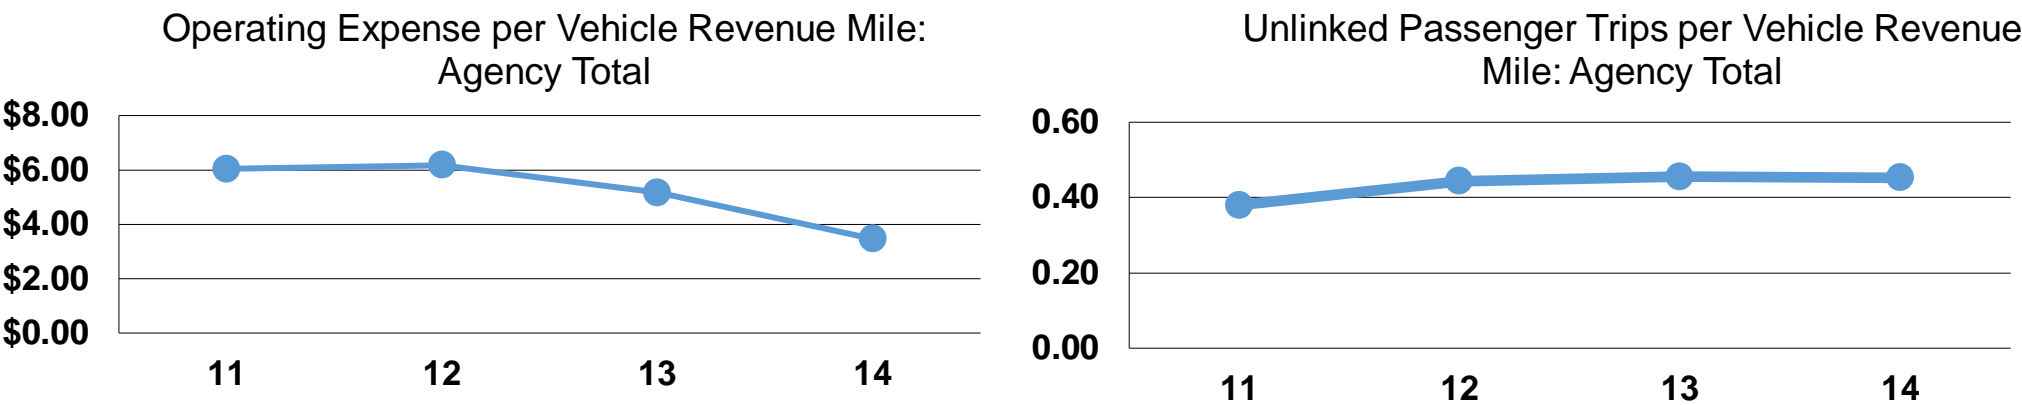 Operating Expense per Vehicle Revenue Mile:
Agency Total
$8.00
$6.00
$4.00
$2.00
$0.00
11 12 13 14
Unlinked Passenger Trips per Vehicle Revenue
Mile: Agency Total
0.60
0.40
0.20
0.00
11 12 13 14